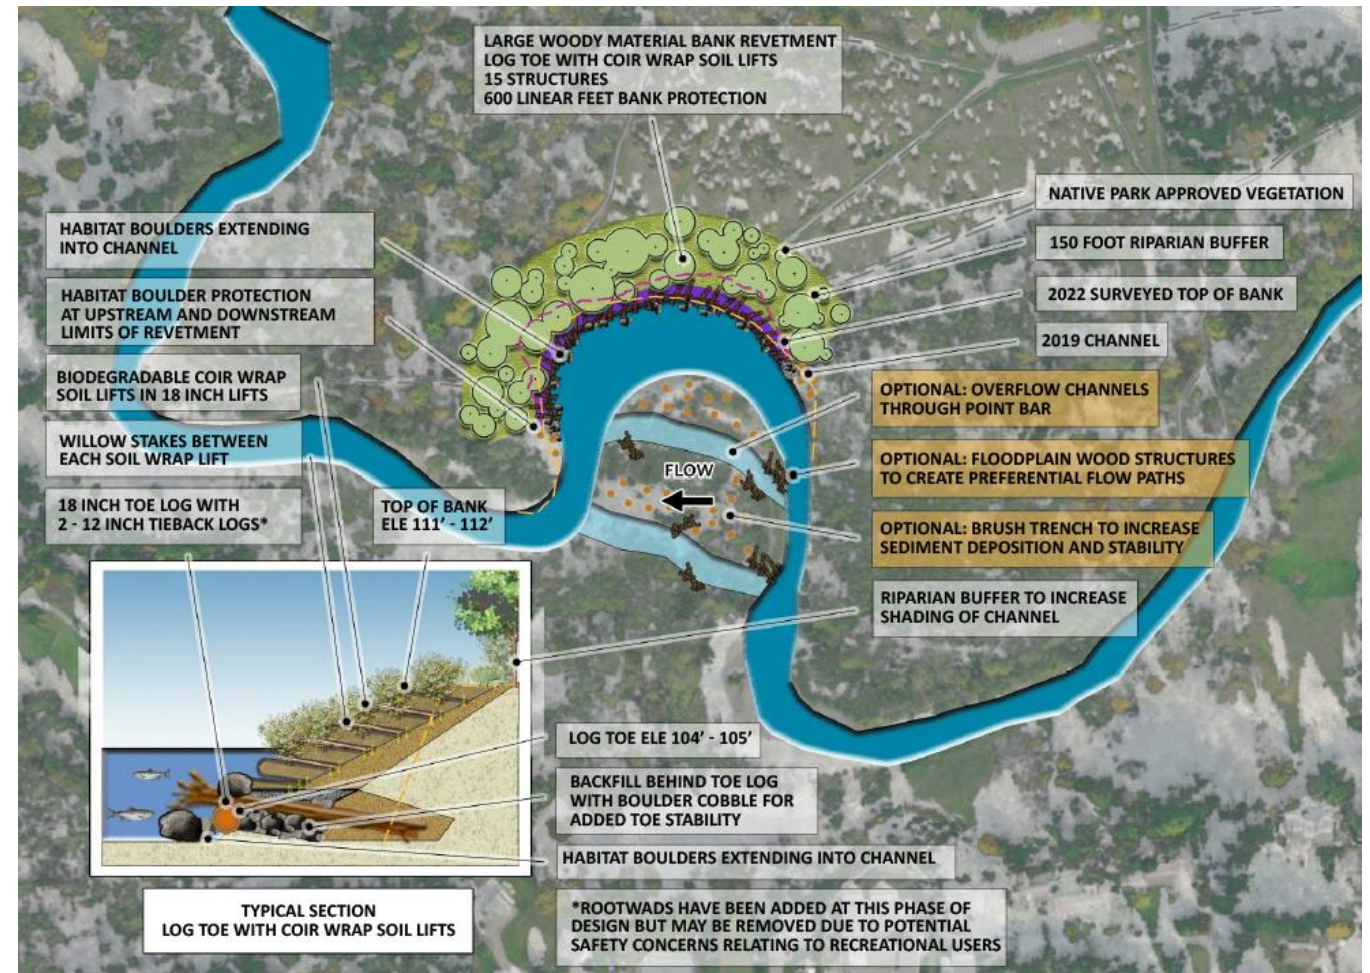 LARGE WOODY MATERIAL BANK REVETMENT
LOG TOE WITH COIR WRAP SOIL LIFTS
15 STRUCTURES
600 LINEAR FEET BANK PROTECTION
NATIVE PARK APPROVED VEGETATION
150 FOOT RIPARIAN BUFFER
2022 SURVEYED TOP OF BANK
2019 CHANNEL
HABITAT BOULDERS EXTENDING
INTO CHANNEL
HABITAT BOULDER PROTECTION
AT UPSTREAM AND DOWNSTREAM
LIMITS OF REVETMENT
BIODEGRADABLE COIR WRAP
SOIL LIFTS IN 18 INCH LIFTS
WILLOW STAKES BETWEEN
EACH SOIL WRAP LIFT
18 INCH TOE LOG WITH
2 - 12 INCH TIEBACK LOGS*
TOP OF BANK
ELE 111' - 112'
FLOW
OPTIONAL: OVERFLOW CHANNELS
THROUGH POINT BAR
OPTIONAL: FLOODPLAIN WOOD STRUCTURES
TO CREATE PREFERENTIAL FLOW PATHS
OPTIONAL: BRUSH TRENCH TO INCREASE
SEDIMENT DEPOSITION AND STABILITY
RIPARIAN BUFFER TO INCREASE
SHADING OF CHANNEL
LOG TOE ELE 104' - 105'
BACKFILL BEHIND TOE LOG
WITH BOULDER COBBLE FOR
ADDED TOE STABILITY
HABITAT BOULDERS EXTENDING INTO CHANNEL
TYPICAL SECTION
LOG TOE WITH COIR WRAP SOIL LIFTS
*ROOTWADS HAVE BEEN ADDED AT THIS PHASE OF
DESIGN BUT MAY BE REMOVED DUE TO POTENTIAL
SAFETY CONCERNS RELATING TO RECREATIONAL USERS